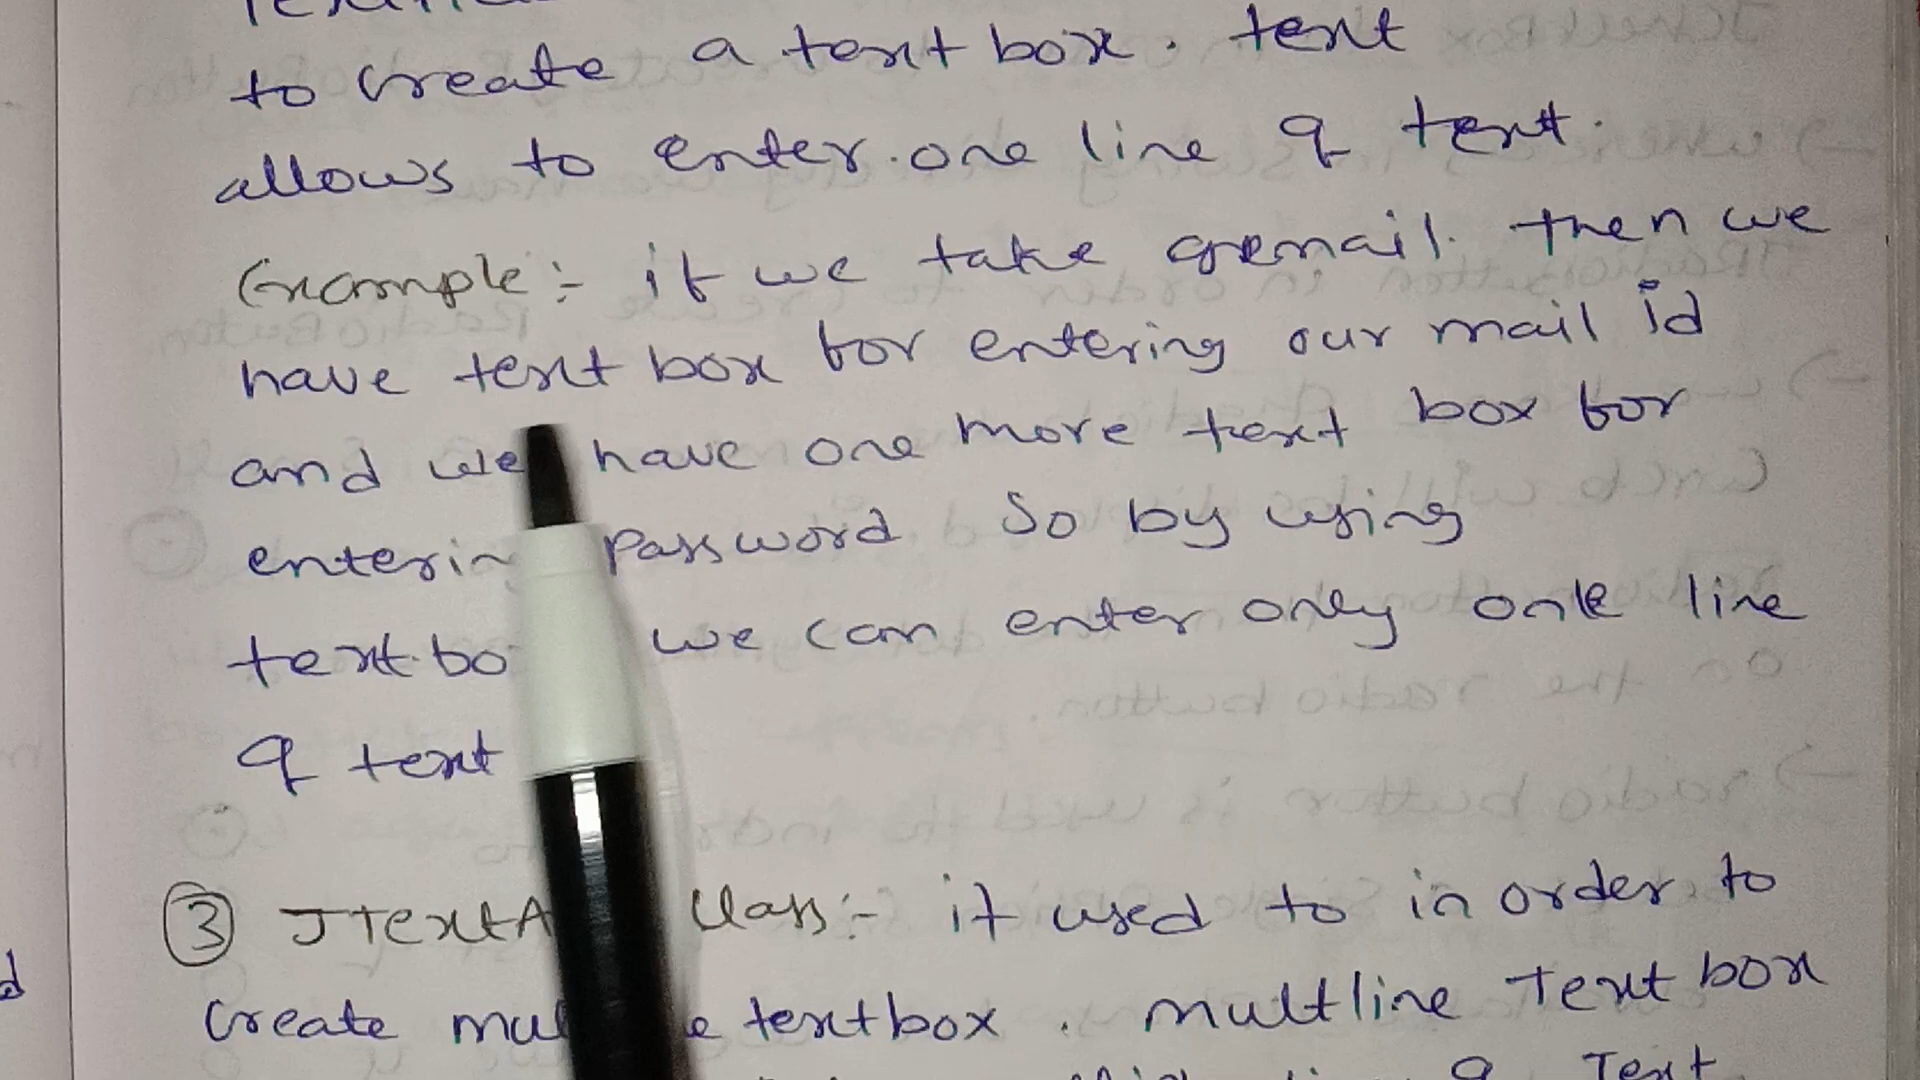 to create a text box. text
allows to enter one line of text.
Example:- if we take gemail. then we
have text box for entering our mail id
and we have one more text box for
enterin password. So by using
text bo we can enter only one line
of text
③ JTextA Class:- it used to in order to
Create mul e textbox. multline Text box
Text